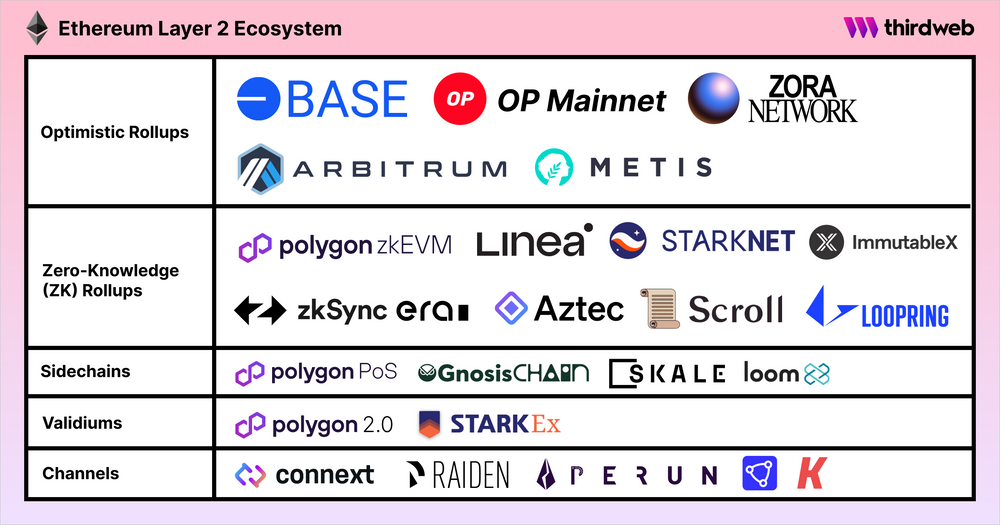 Ethereum Layer 2 Ecosystem
thirdweb
Optimistic Rollups
BASE
OP
OP Mainnet
ZORA
NETWORK
ARBITRUM
METIS
Zero-Knowledge
(ZK) Rollups
polygon zkEVM
Linea
STARKNET
ImmutableX
zkSync era
Aztec
Scroll
LOOPRING
Sidechains
polygon PoS
GnosisCHAIN
SKALE
loom
Validiums
polygon 2.0
STARKEx
Channels
connext
RAIDEN
PERUN
K